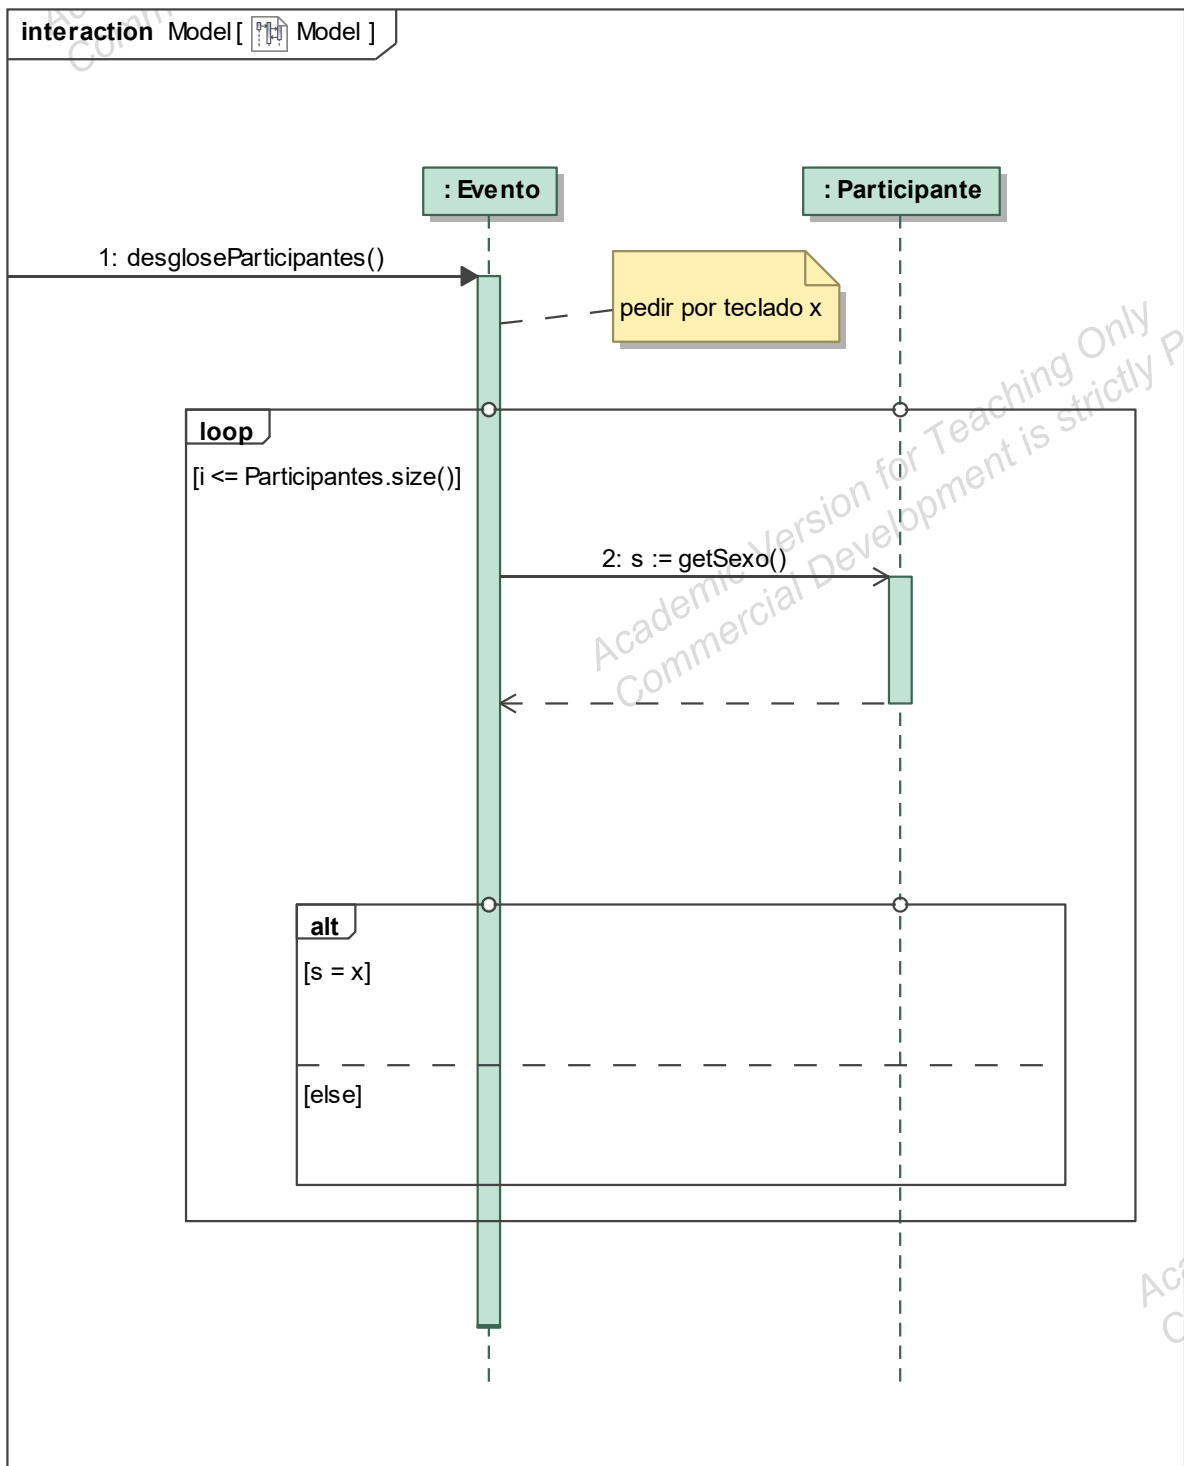 interaction Model [ Model ]
: Evento
: Participante
1: desgloseParticipantes()
pedir por teclado x
loop
[i <= Participantes.size()]
2: s := getSexo()
Academic Version for Teaching Only
Commercial Development is strictly P
alt
[s = x]
[else]